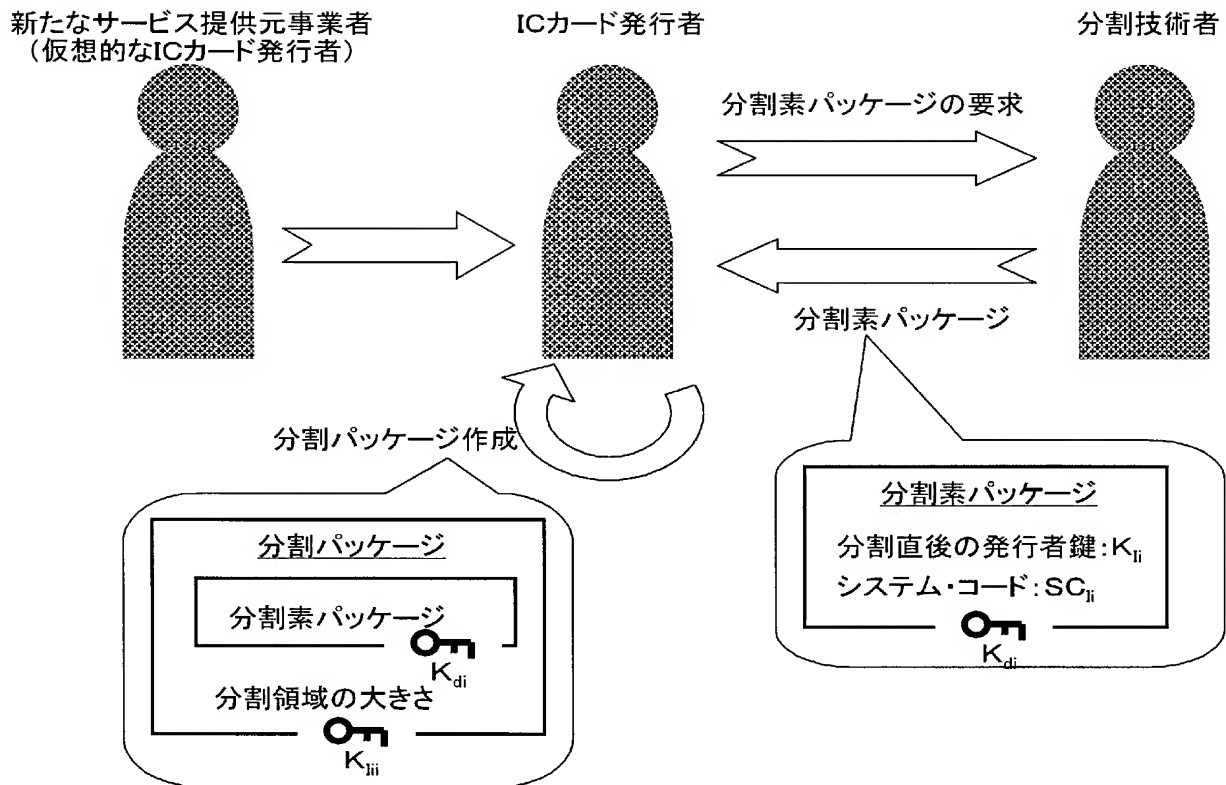 新たなサービス提供元事業者
(仮想的なICカード発行者)
ICカード発行者
分割技術者
分割素パッケージの要求
分割素パッケージ
分割パッケージ作成
分割パッケージ
分割素パッケージ
Kdi
分割領域の大きさ
KIii
分割素パッケージ
分割直後の発行者鍵:KIi
システム・コード:SCIi
Kdi